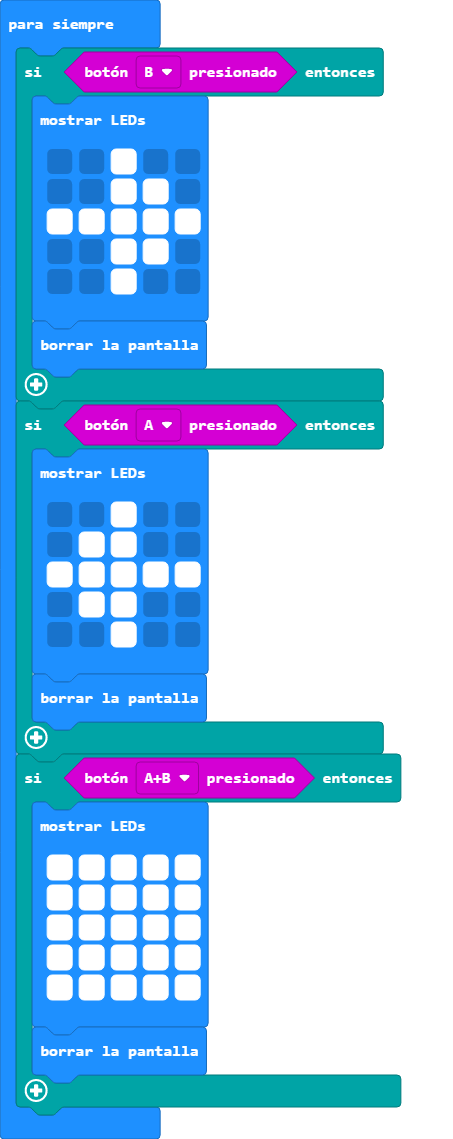 para siempre
si botón B presionado entonces
mostrar LEDs
borrar la pantalla
si botón A presionado entonces
mostrar LEDs
borrar la pantalla
si botón A+B presionado entonces
mostrar LEDs
borrar la pantalla